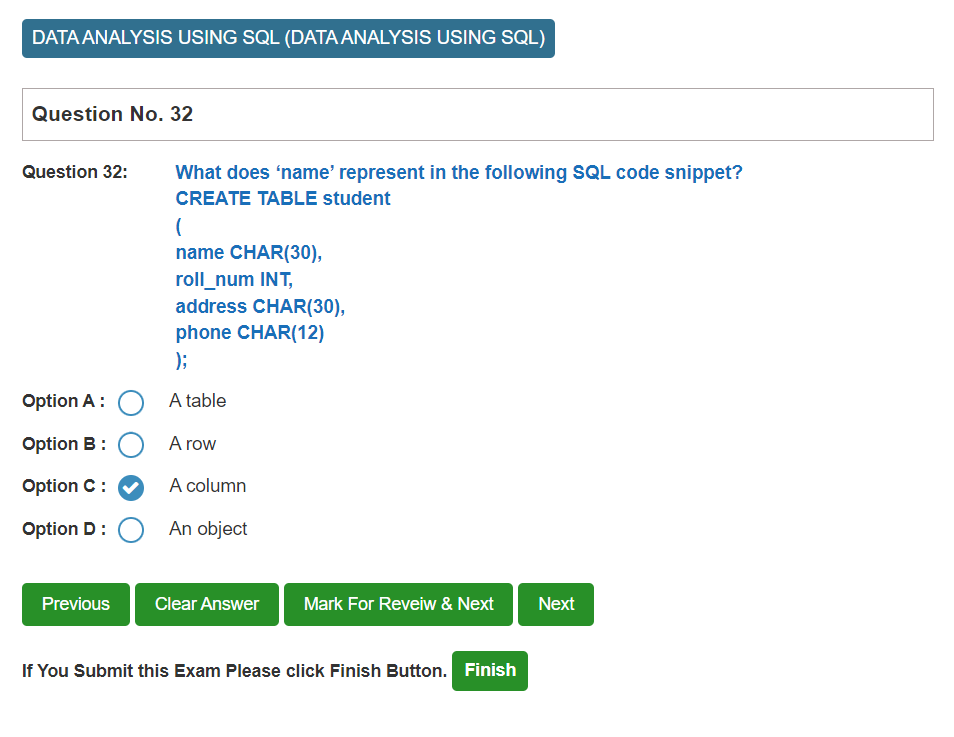 DATA ANALYSIS USING SQL (DATA ANALYSIS USING SQL)
Question No. 32
Question 32: What does ‘name’ represent in the following SQL code snippet?
CREATE TABLE student
(
name CHAR(30),
roll_num INT,
address CHAR(30),
phone CHAR(12)
);
Option A : A table
Option B : A row
Option C : A column
Option D : An object
Previous Clear Answer Mark For Reveiw & Next Next
If You Submit this Exam Please click Finish Button. Finish